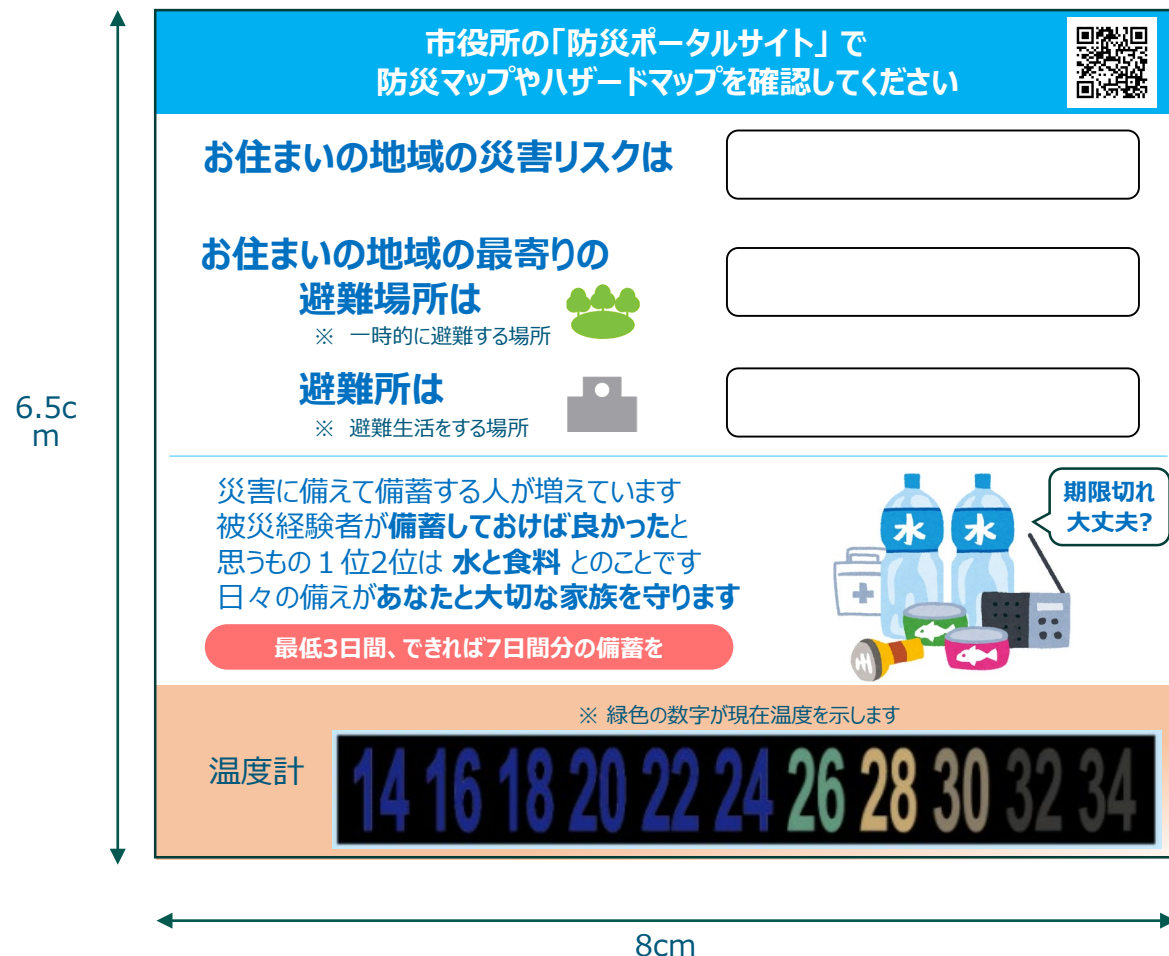 市役所の「防災ポータルサイト」で
防災マップやハザードマップを確認してください
お住まいの地域の災害リスクは
お住まいの地域の最寄りの
避難場所は
※ 一時的に避難する場所
避難所は
※ 避難生活をする場所
災害に備えて備蓄する人が増えています
被災経験者が備蓄しておけば良かったと
思うもの1位2位は 水と食料 とのことです
日々の備えがあなたと大切な家族を守ります
最低3日間、できれば7日間分の備蓄を
水 水
期限切れ
大丈夫?
※ 緑色の数字が現在温度を示します
温度計
14 16 18 20 22 24 26 28 30 32 34
6.5c
m
8cm